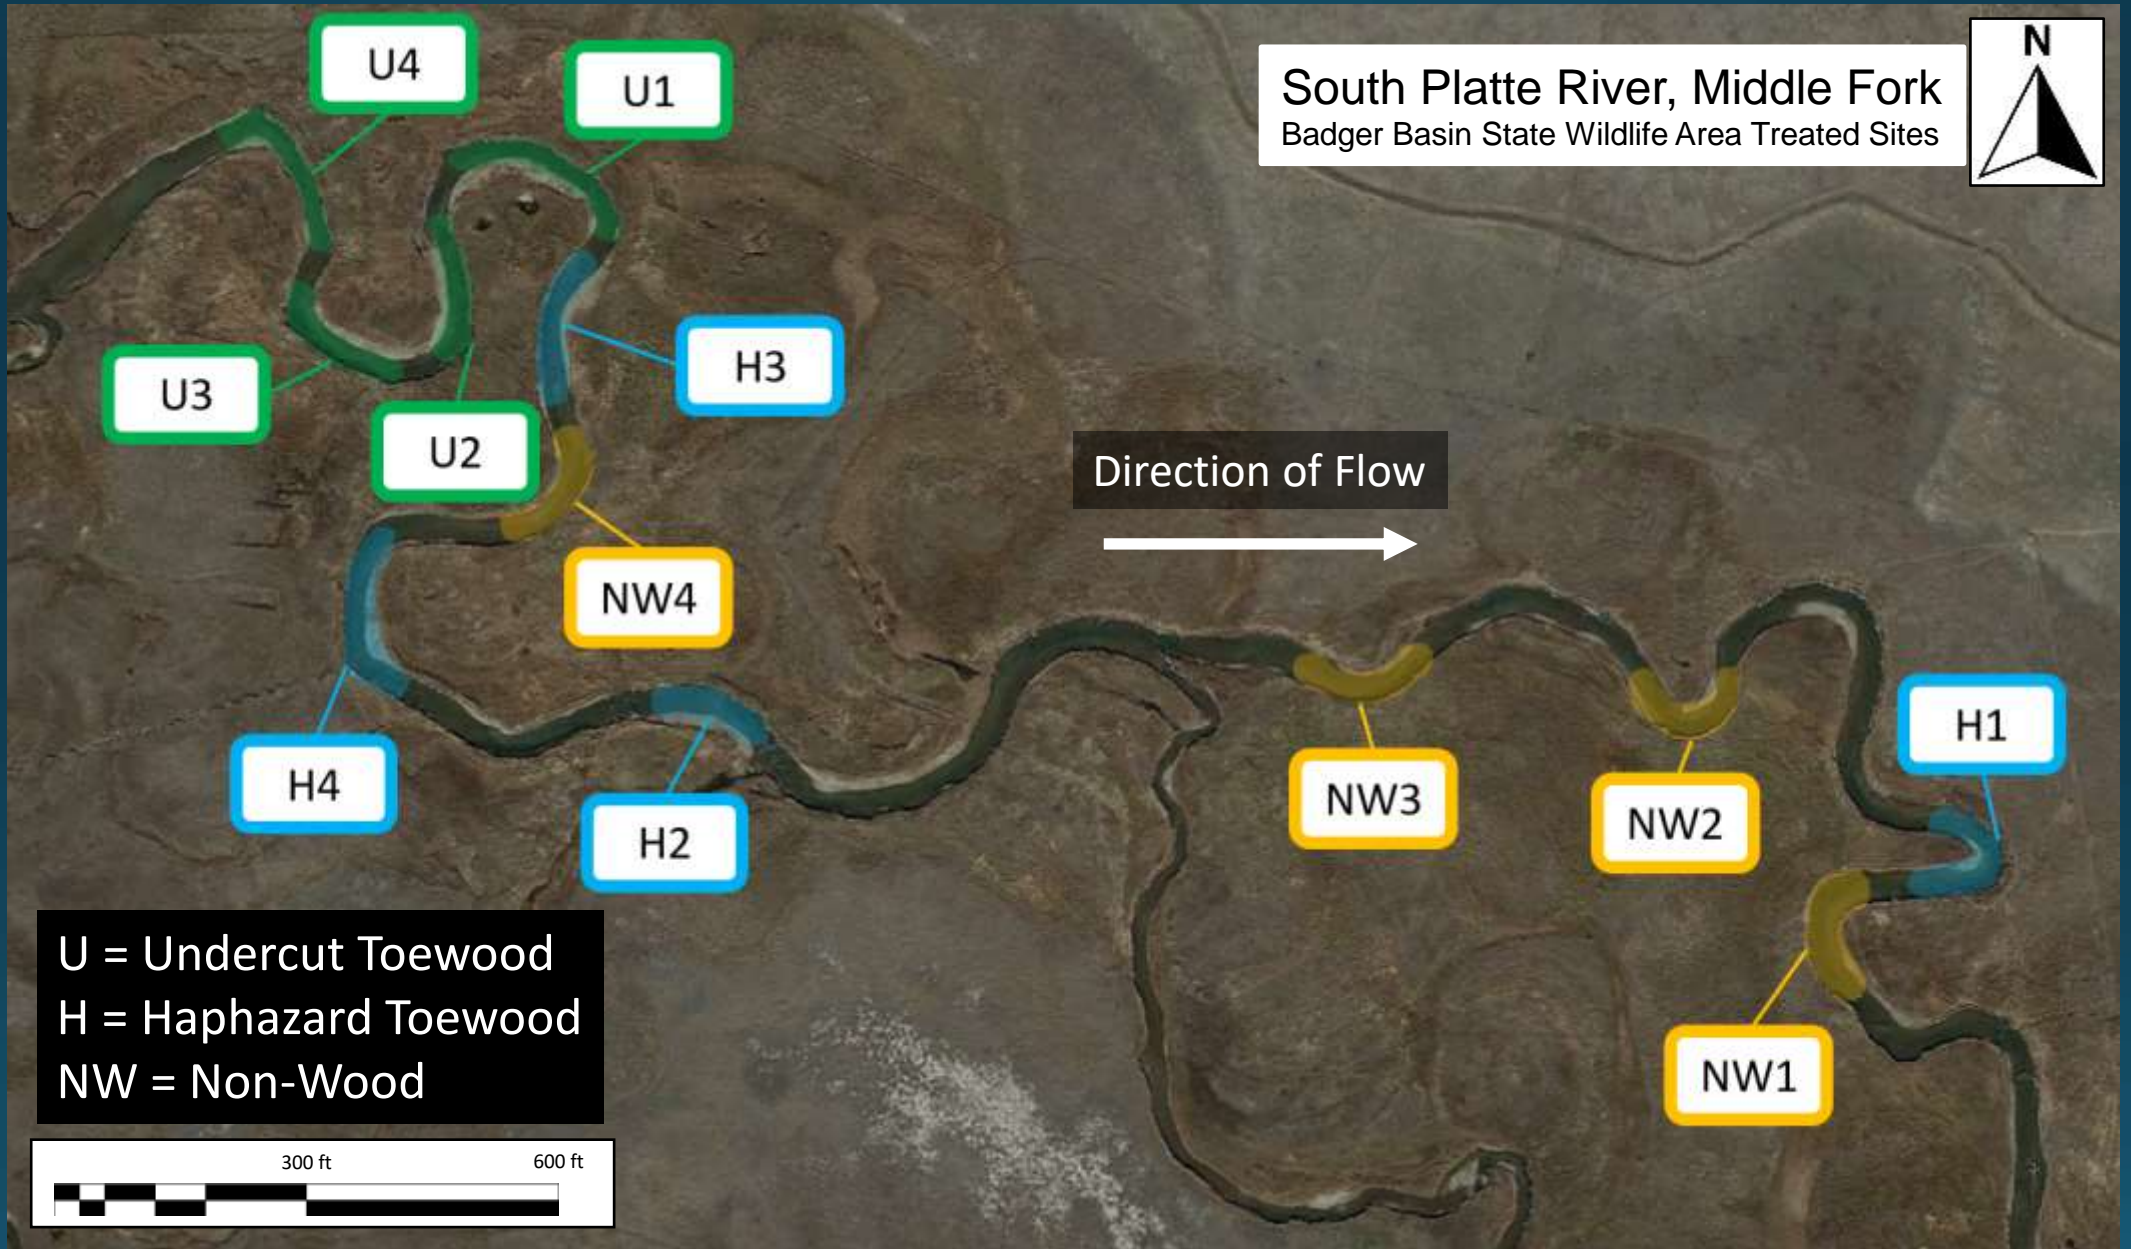 U4
U1
South Platte River, Middle Fork
Badger Basin State Wildlife Area Treated Sites
N
U3
U2
H3
Direction of Flow
NW4
H4
H2
NW3
NW2
H1
NW1
U = Undercut Toewood
H = Haphazard Toewood
NW = Non-Wood
300 ft
600 ft